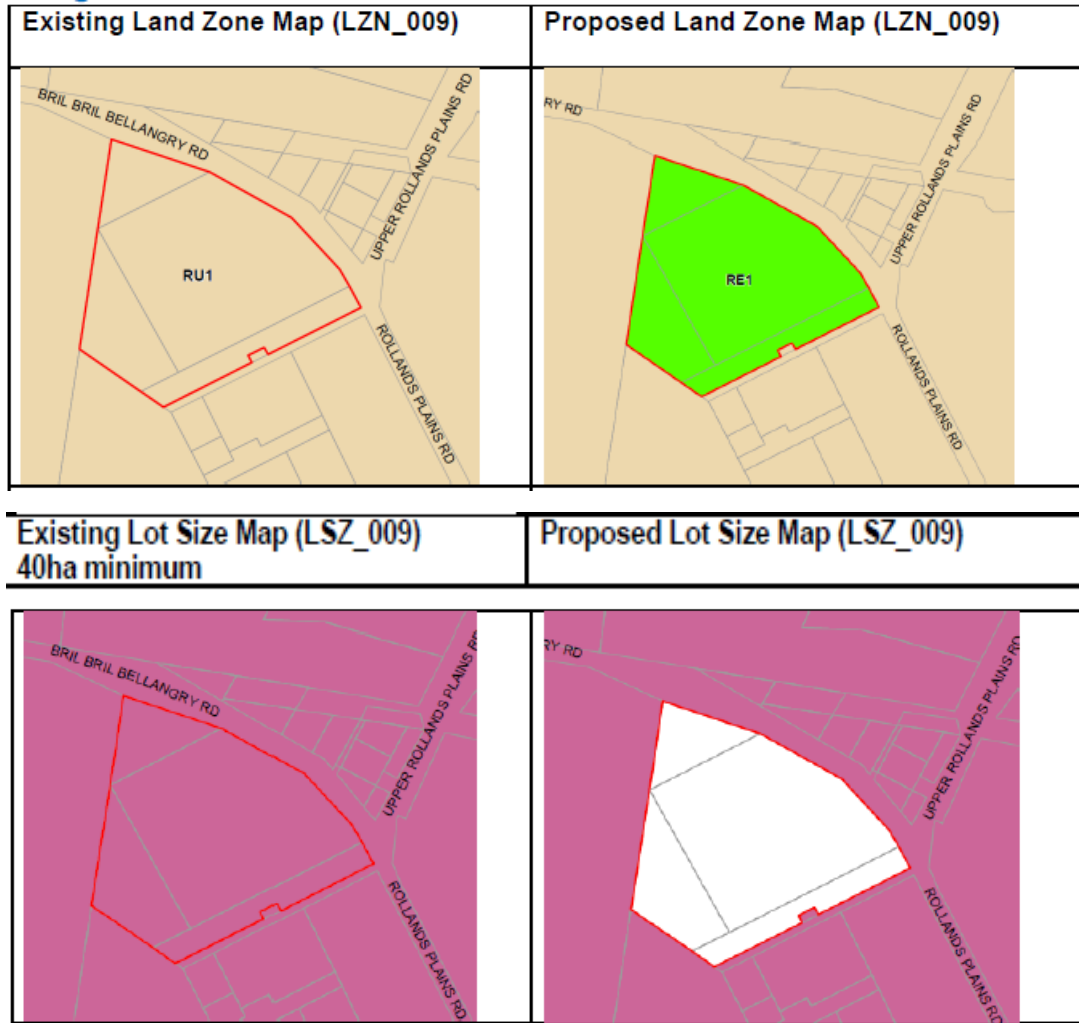 Existing Land Zone Map (LZN_009)
Proposed Land Zone Map (LZN_009)
BRIL BRIL BELLANGRY RD
UPPER ROLLANDS PLAINS RD
RU1
ROLLANDS PLAINS RD
RY RD
UPPER ROLLANDS PLAINS RD
RE1
ROLLANDS PLAINS RD
Existing Lot Size Map (LSZ_009)
40ha minimum
Proposed Lot Size Map (LSZ_009)
BRIL BRIL BELLANGRY RD
UPPER ROLLANDS PLAINS RD
ROLLANDS PLAINS RD
RY RD
UPPER ROLLANDS PLAINS RD
ROLLANDS PLAINS RD